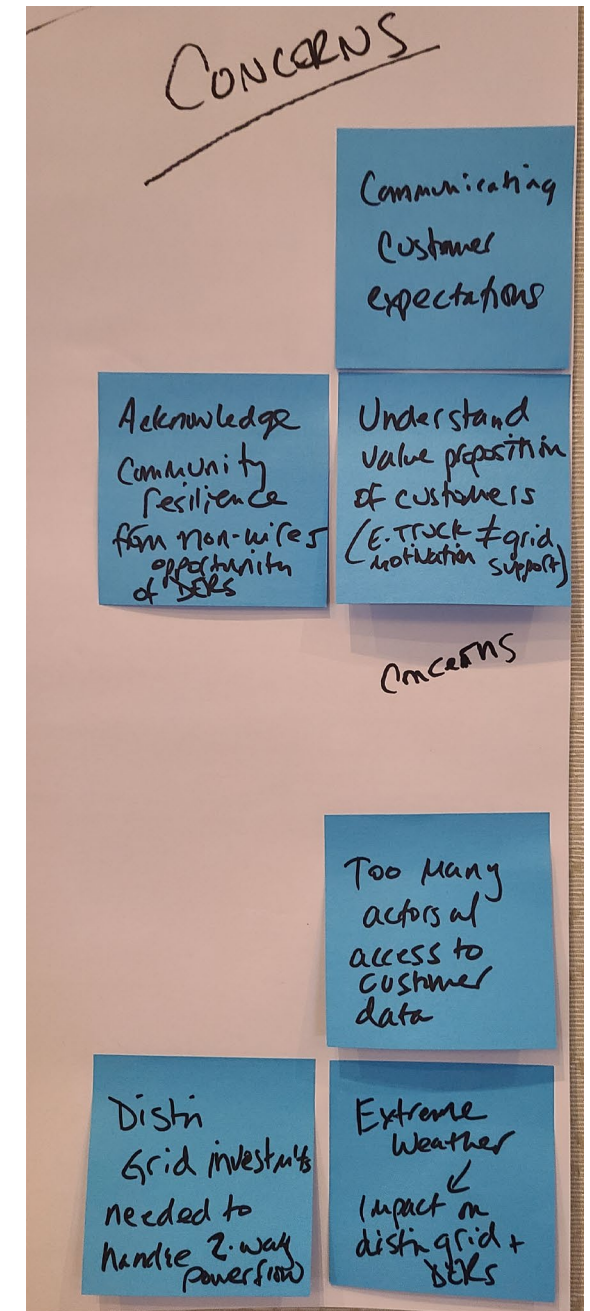 CONCERNS
Communicating
Customer
expectations
Acknowledge
Community
resilience
from non-wires
opportunity
of DERs
Understand
value proposition
of customers
(E. TRUCK ≠ grid
motivation support)
Concerns
Too Many
actors w/
access to
customer
data
Distn
Grid investmts
needed to
handle 2-way
powerflow
Extreme
Weather
↙
Impact on
distn grid +
DERs